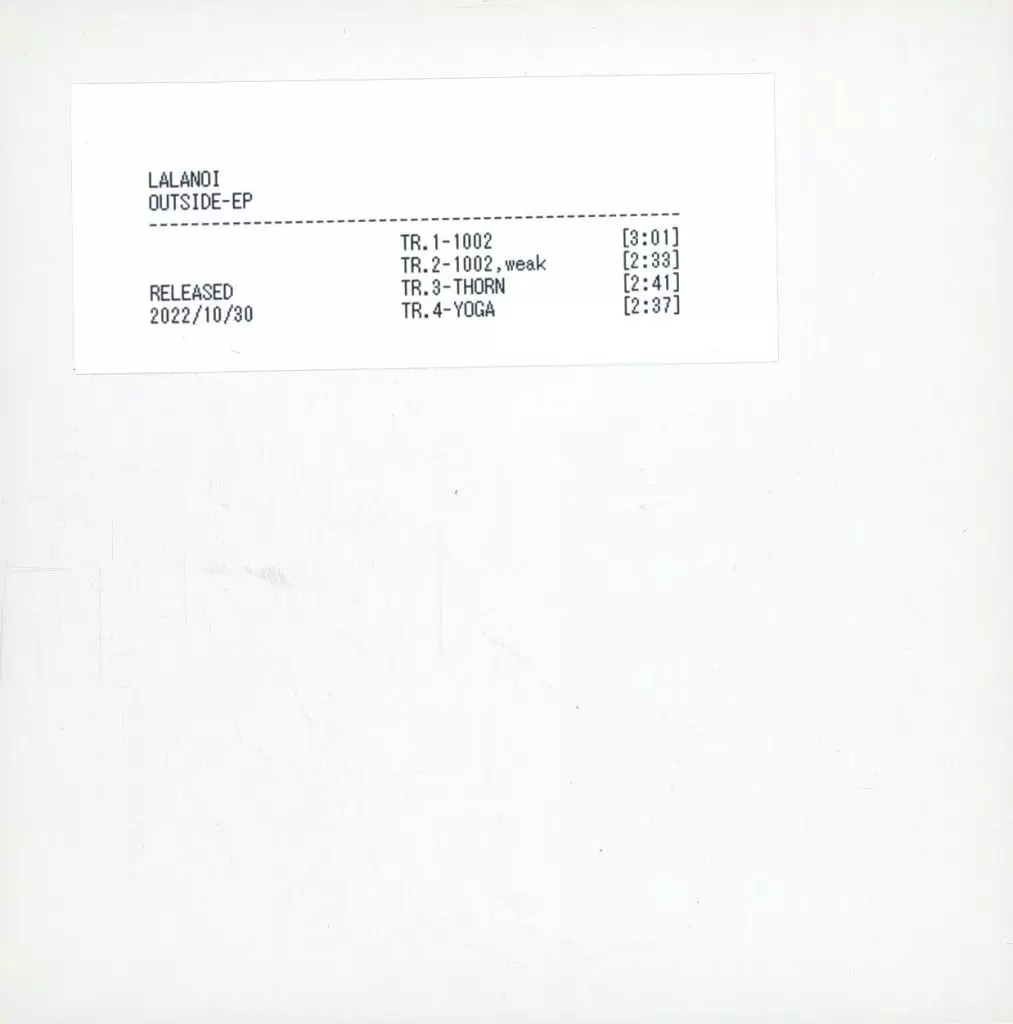 LALANOI
OUTSIDE-EP
--------------------------------------------------
TR.1-1002 [3:01]
TR.2-1002,weak [2:33]
RELEASED TR.3-THORN [2:41]
2022/10/30 TR.4-YOGA [2:37]